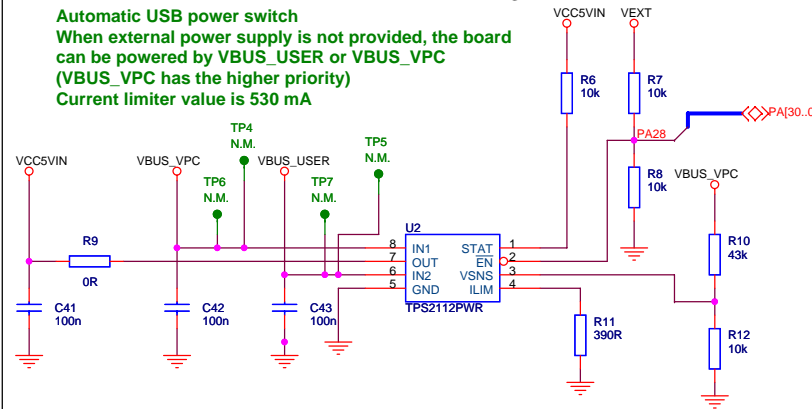 Automatic USB power switch
When external power supply is not provided, the board
can be powered by VBUS_USER or VBUS_VPC
(VBUS_VPC has the higher priority)
Current limiter value is 530 mA
VCC5VIN
VEXT
R6
10k
R7
10k
PA[30..0
PA28
R8
10k
VBUS_VPC
TP4
N.M.
TP5
N.M.
VCC5VIN
VBUS_VPC
VBUS_USER
TP6
N.M.
TP7
N.M.
R9
0R
U2
8 IN1 STAT 1
7 OUT EN 2
6 IN2 VSNS 3
5 GND ILIM 4
TPS2112PWR
R10
43k
C41
100n
C42
100n
C43
100n
R11
390R
R12
10k